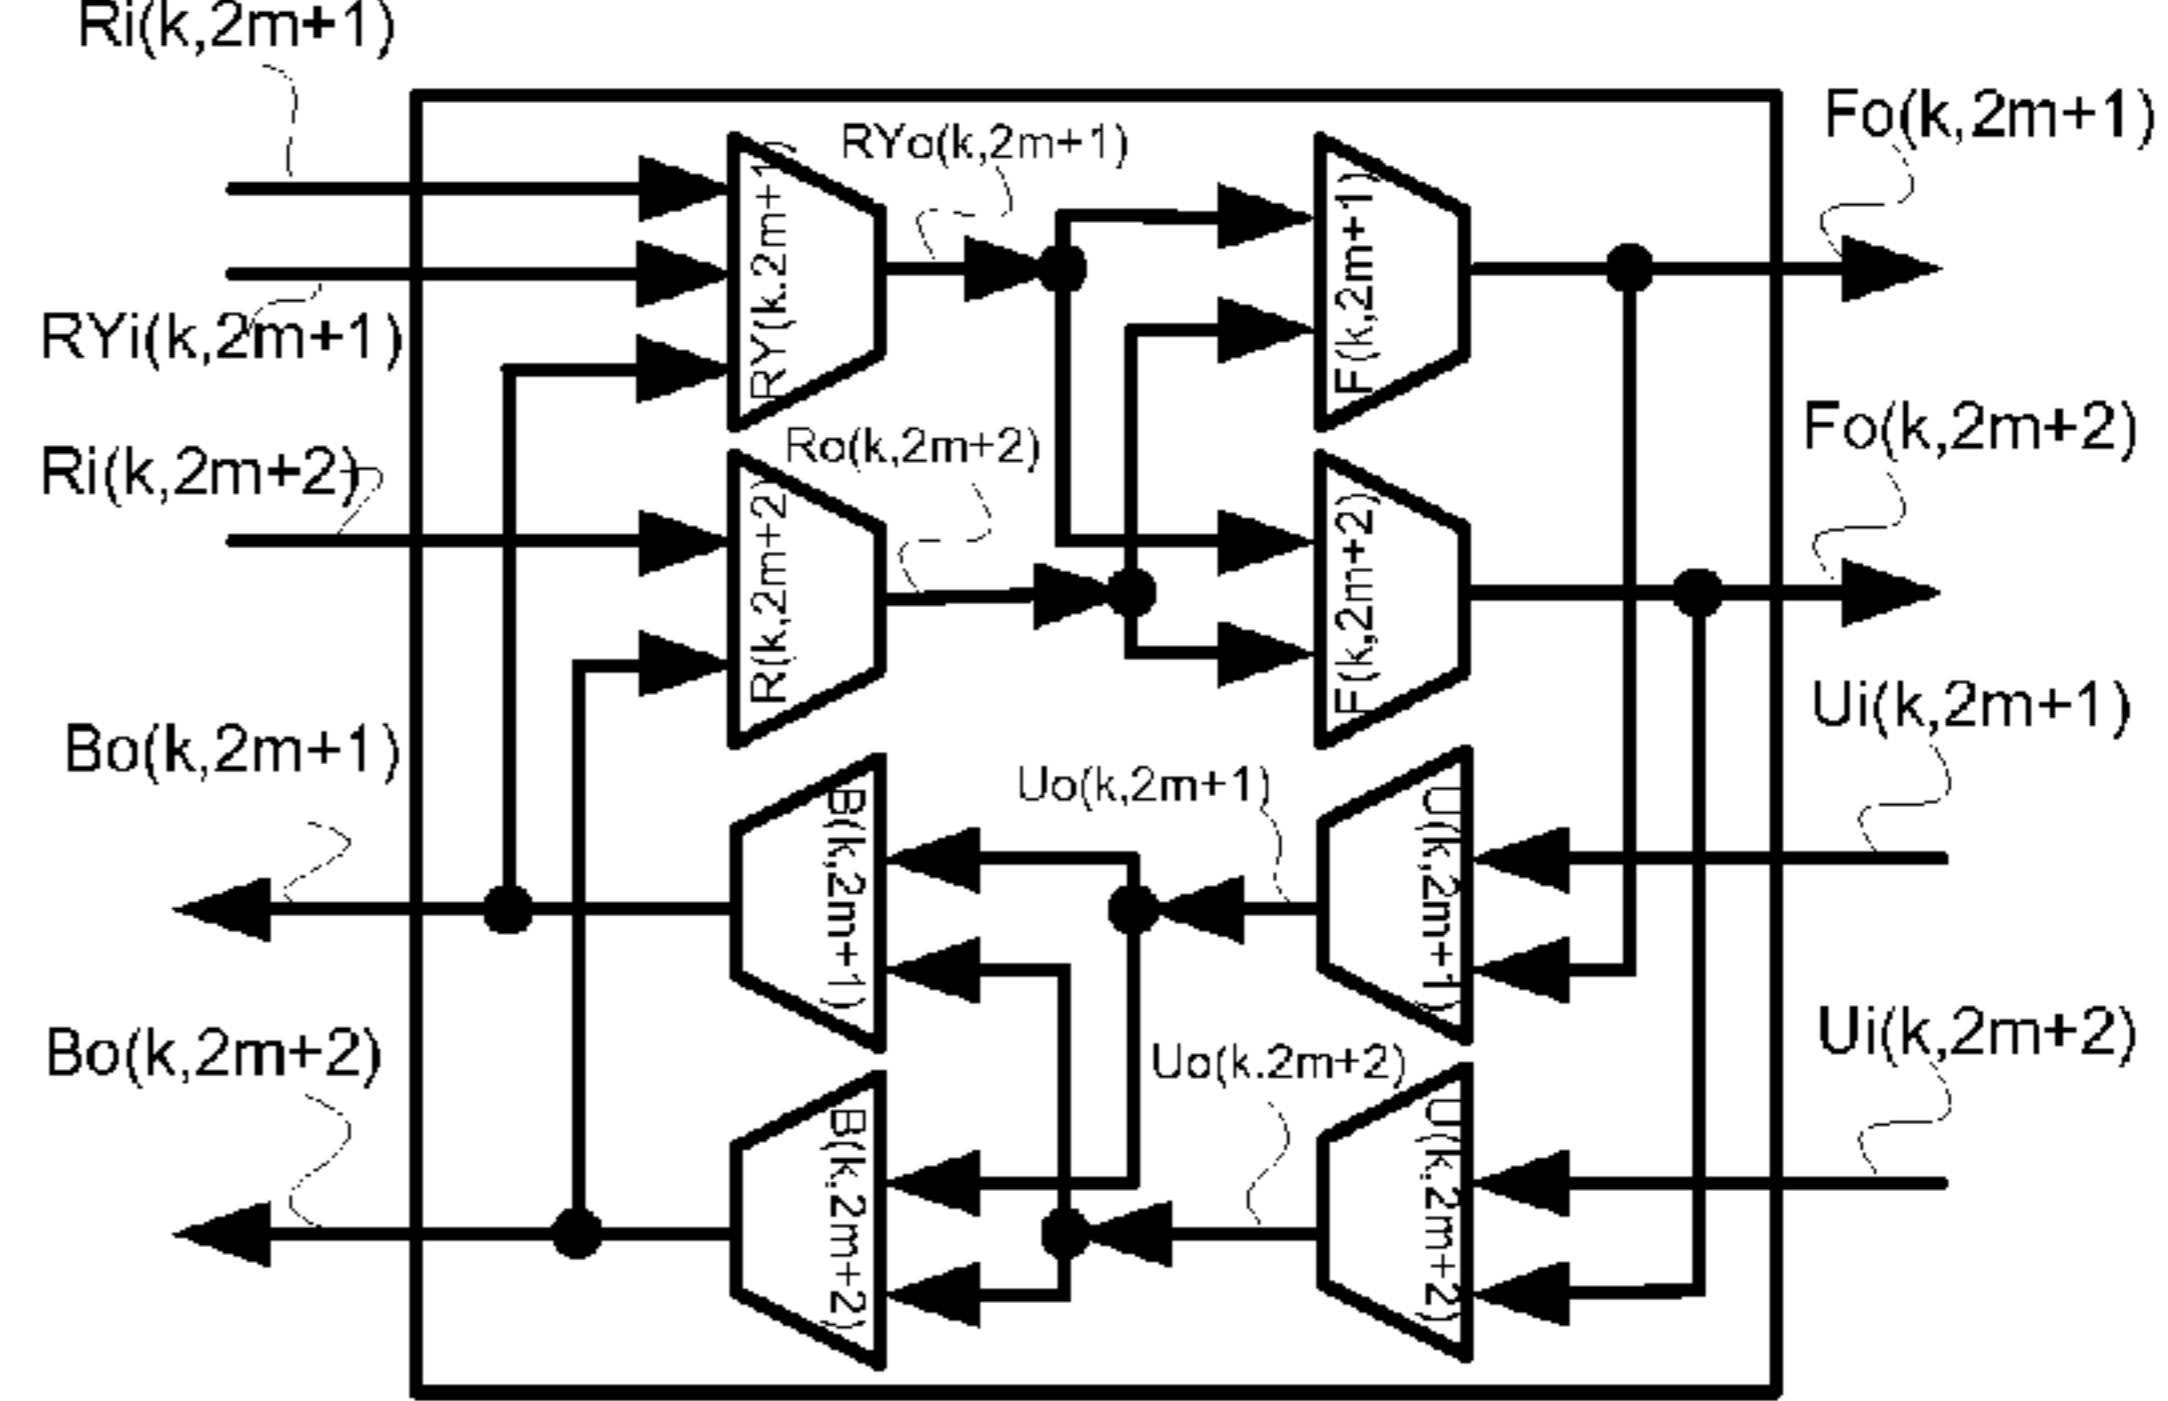 Ri(k,2m+1)
Fo(k,2m+1)
RYo(k,2m+1)
RY(k.2m+1)
F(k,2m+1)
RYi(k,2m+1)
Ri(k,2m+2)
Ro(k,2m+2)
Fo(k,2m+2)
R(k,2m+2)
F(k,2m+2)
Ui(k,2m+1)
Bo(k,2m+1)
Uo(k,2m+1)
B(k,2m+1)
U(k,2m+1)
Bo(k,2m+2)
Uo(k.2m+2)
Ui(k,2m+2)
B(k,2m+2)
U(k,2m+2)